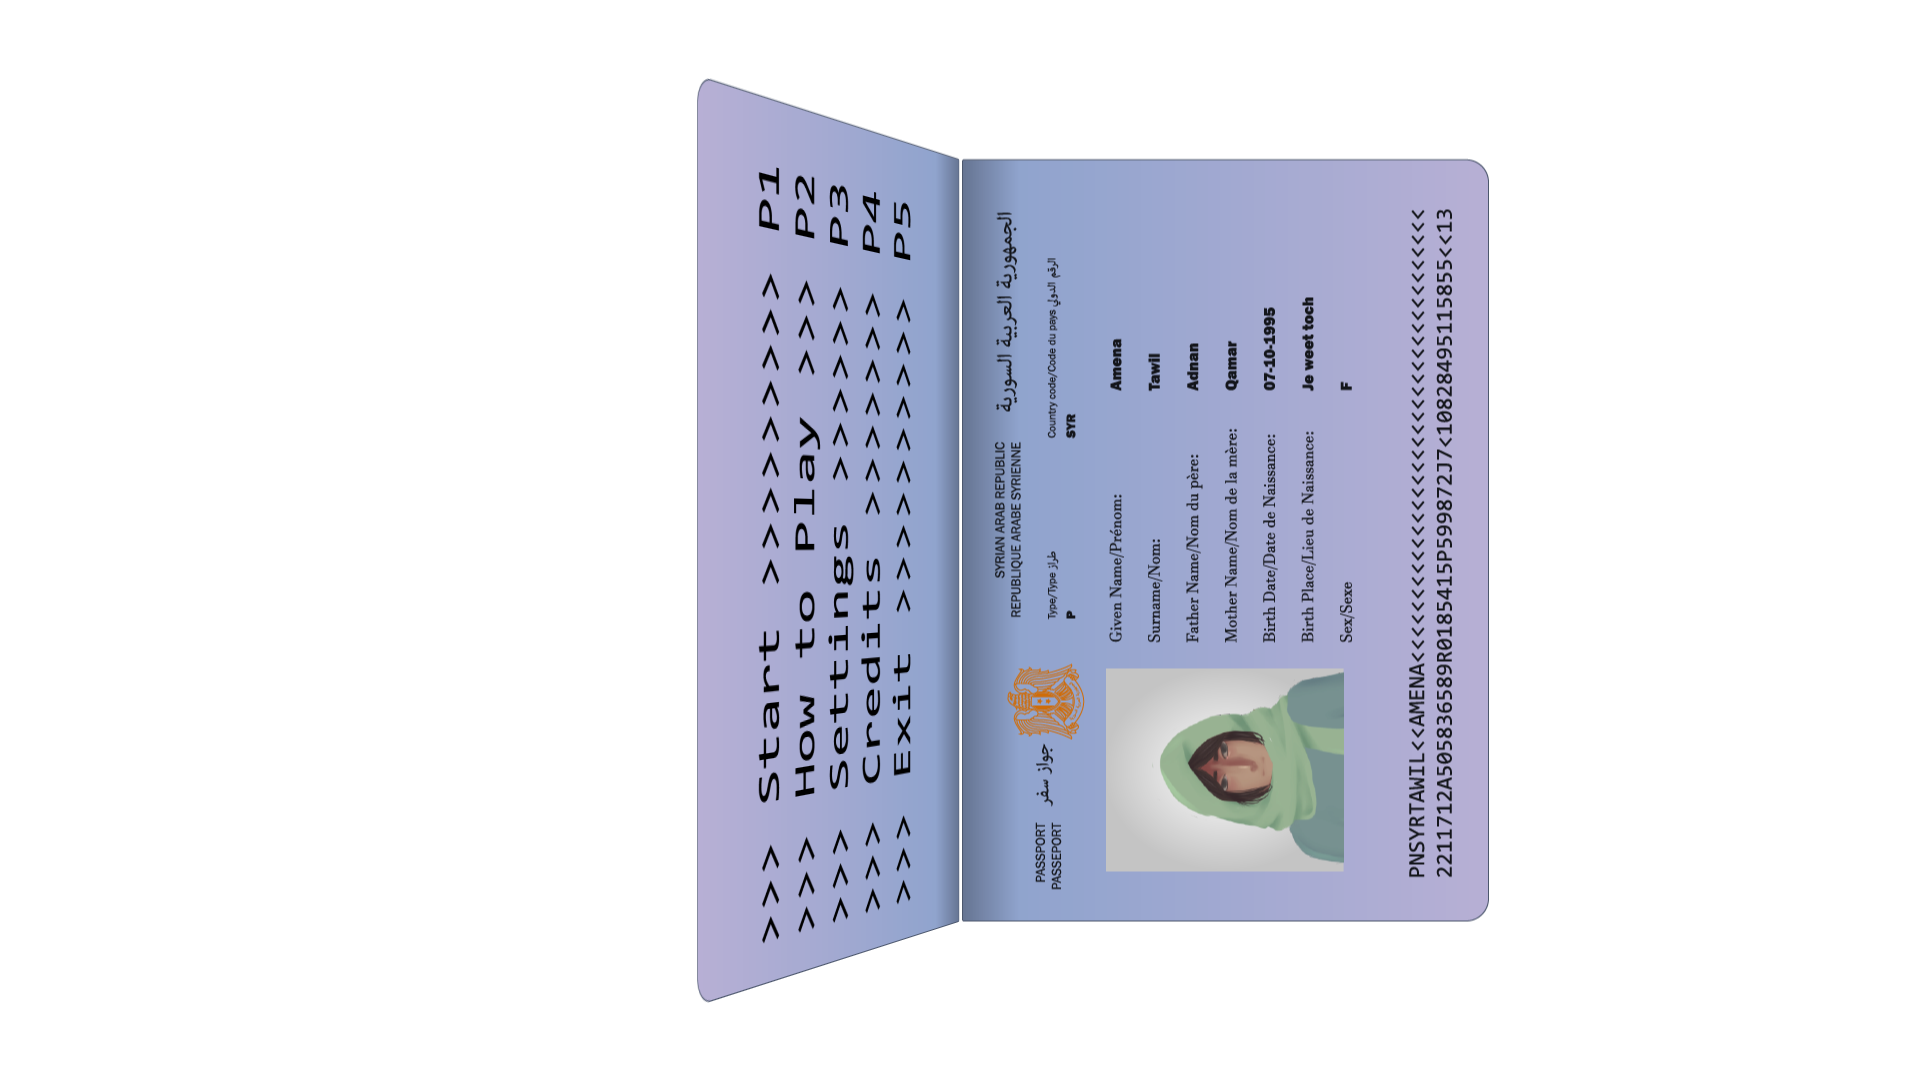 >>> Start >>>>>>>>> P1
>>> How to Play >>> P2
>>> Settings >>>>>> P3
>>> Credits >>>>>>> P4
>>> Exit >>>>>>>>>> P5
SYRIAN ARAB REPUBLIC
REPUBLIQUE ARABE SYRIENNE
الجمهورية العربية السورية
PASSPORT
PASSEPORT
جواز سفر
Type/Type طراز
P
Country code/Code du pays الرقم الدولي
SYR
Given Name/Prénom: Amena
Surname/Nom: Tawil
Father Name/Nom du père: Adnan
Mother Name/Nom de la mère: Qamar
Birth Date/Date de Naissance: 07-10-1995
Birth Place/Lieu de Naissance: Je weet toch
Sex/Sexe F
PNSYRTAWIL<<AMENA<<<<<<<<<<<<<<<<<<<<<<<<<<<<<<<<<<<<
2211712A505836589R0185415P599872J7<10828495115855<<13